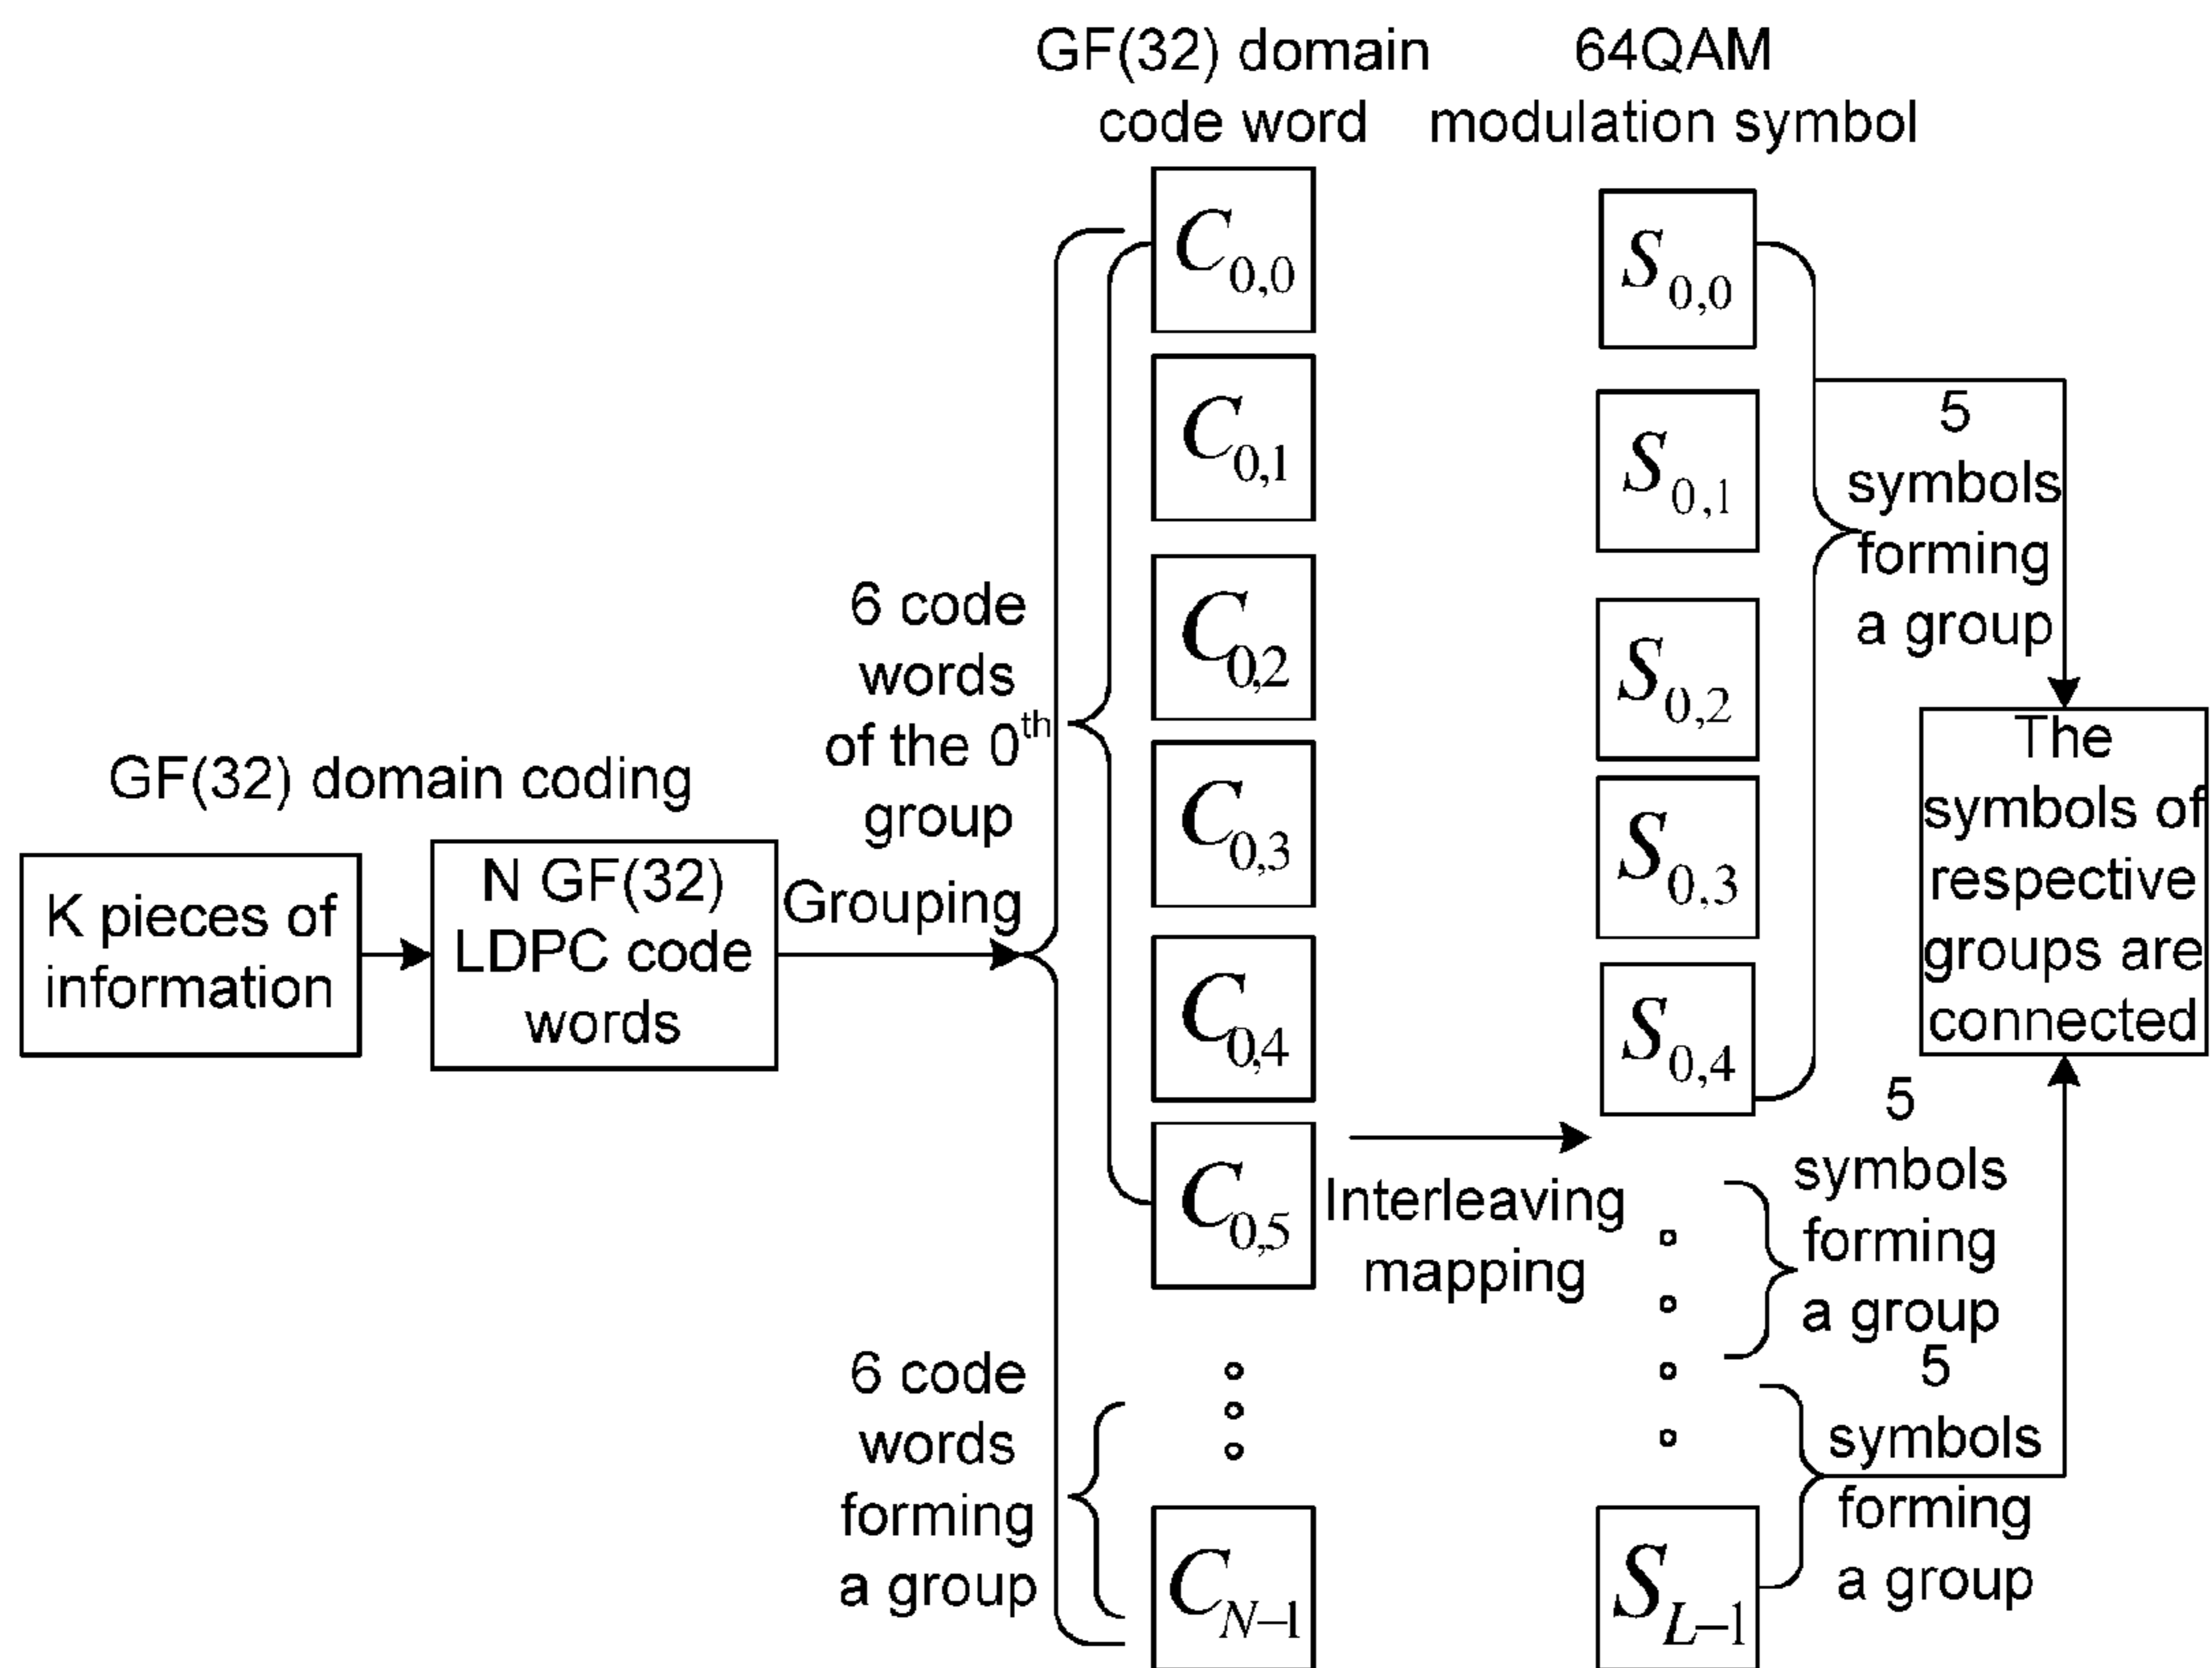 GF(32) domain
code word
64QAM
modulation symbol
GF(32) domain coding
K pieces of
information
N GF(32)
LDPC code
words
Grouping
6 code
words
of the 0th
group
6 code
words
forming
a group
C0,0
C0,1
C0,2
C0,3
C0,4
C0,5
CN−1
Interleaving
mapping
S0,0
S0,1
S0,2
S0,3
S0,4
SL−1
5
symbols
forming
a group
5
symbols
forming
a group
5
symbols
forming
a group
The
symbols of
respective
groups are
connected